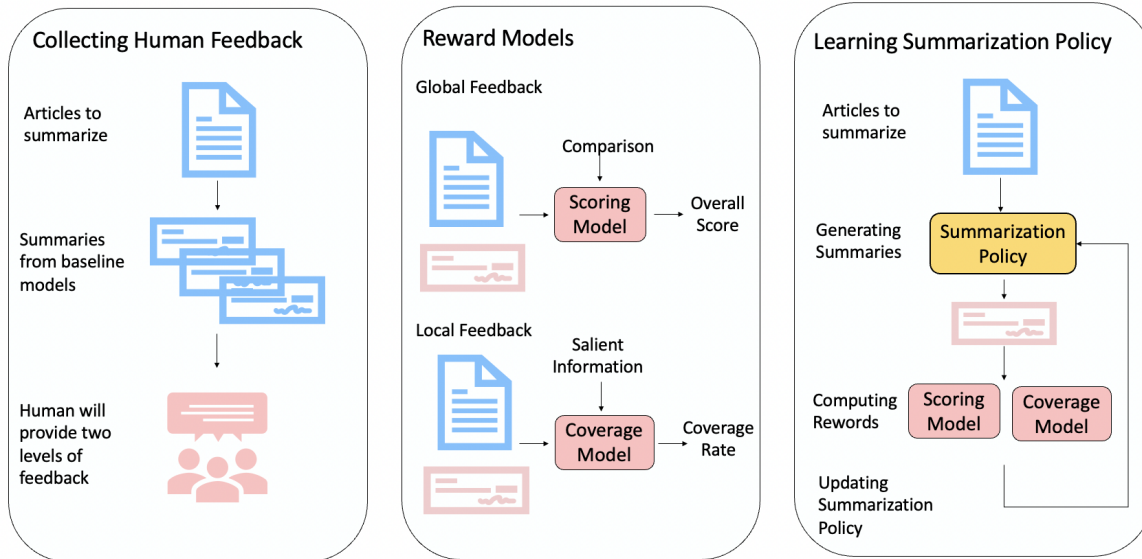 Collecting Human Feedback
Articles to
summarize
Summaries
from baseline
models
Human will
provide two
levels of
feedback
Reward Models
Global Feedback
Comparison
Scoring
Model
Overall
Score
Local Feedback
Salient
Information
Coverage
Model
Coverage
Rate
Learning Summarization Policy
Articles to
summarize
Generating
Summaries
Summarization
Policy
Computing
Rewords
Scoring
Model
Coverage
Model
Updating
Summarization
Policy